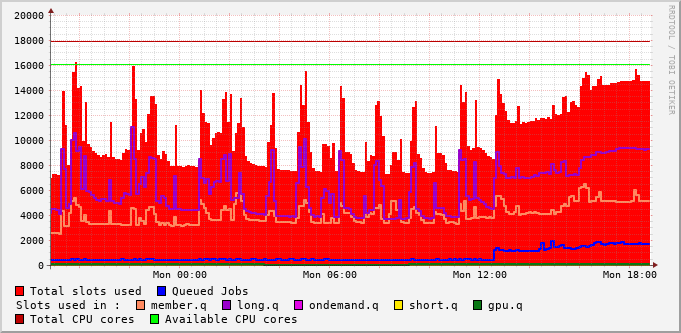 RRDTOOL / TOBI OETIKER
20000
18000
16000
14000
12000
10000
8000
6000
4000
2000
0
Mon 00:00 Mon 06:00 Mon 12:00 Mon 18:00
Total slots used Queued Jobs
Slots used in : member.q long.q ondemand.q short.q gpu.q
Total CPU cores Available CPU cores